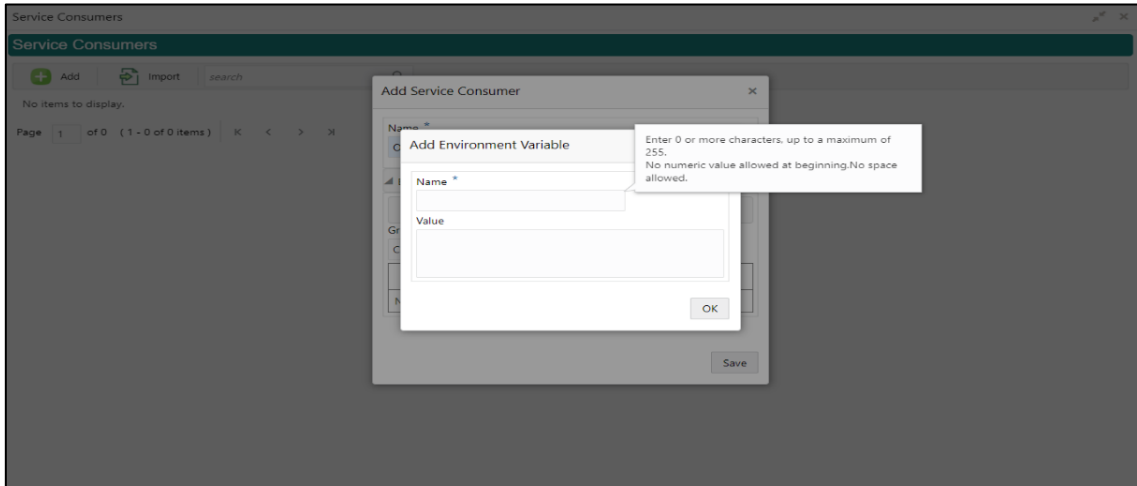 Service Consumers
Service Consumers
Add Import search
No items to display.
Page 1 of 0 ( 1 - 0 of 0 items )
Add Service Consumer
Name *
Add Environment Variable
Enter 0 or more characters, up to a maximum of
255.
No numeric value allowed at beginning.No space
allowed.
Name *
Value
OK
Save